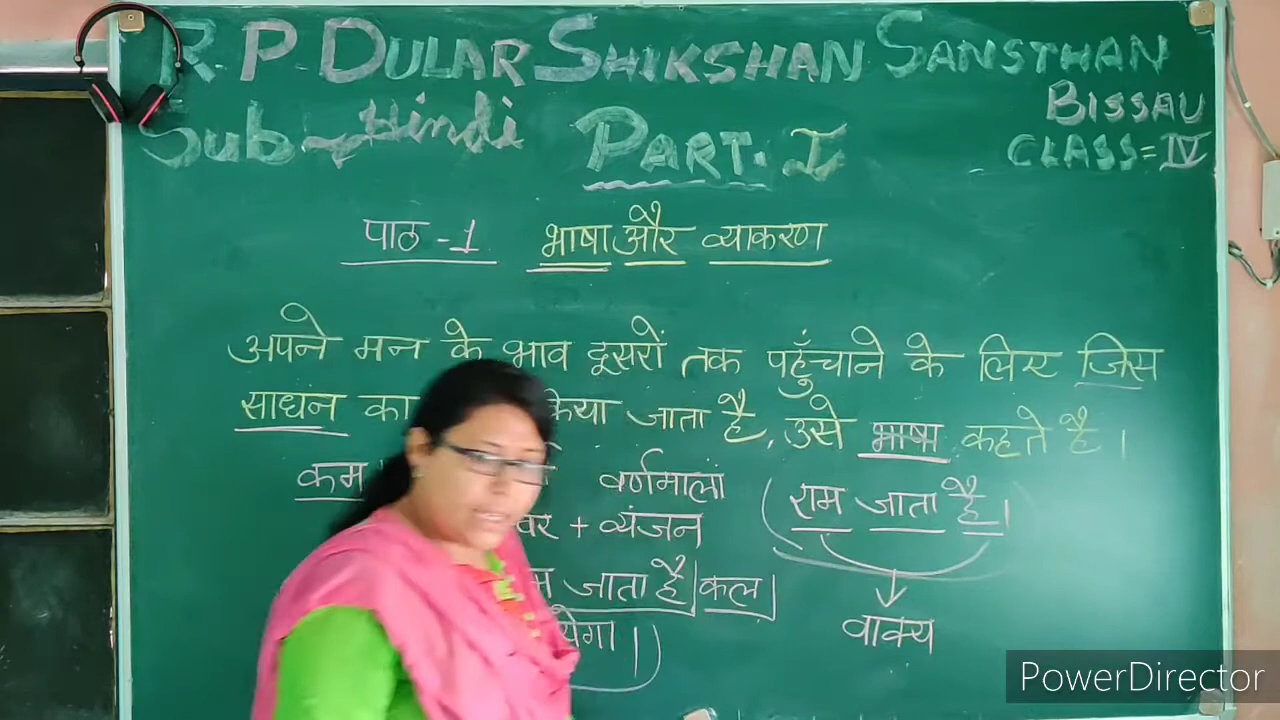 R.P. DULAR SHIKSHAN SANSTHAN
BISSAU
Sub - Hindi PART-I CLASS = IV
पाठ -1 भाषा और व्याकरण
अपने मन के भाव दूसरों तक पहुँचाने के लिए जिस
साधन का किया जाता है, उसे भाषा कहते है।
कम वर्णमाला (राम जाता है।
+ व्यंजन
जाता है|कल|
वाक्य
PowerDirector